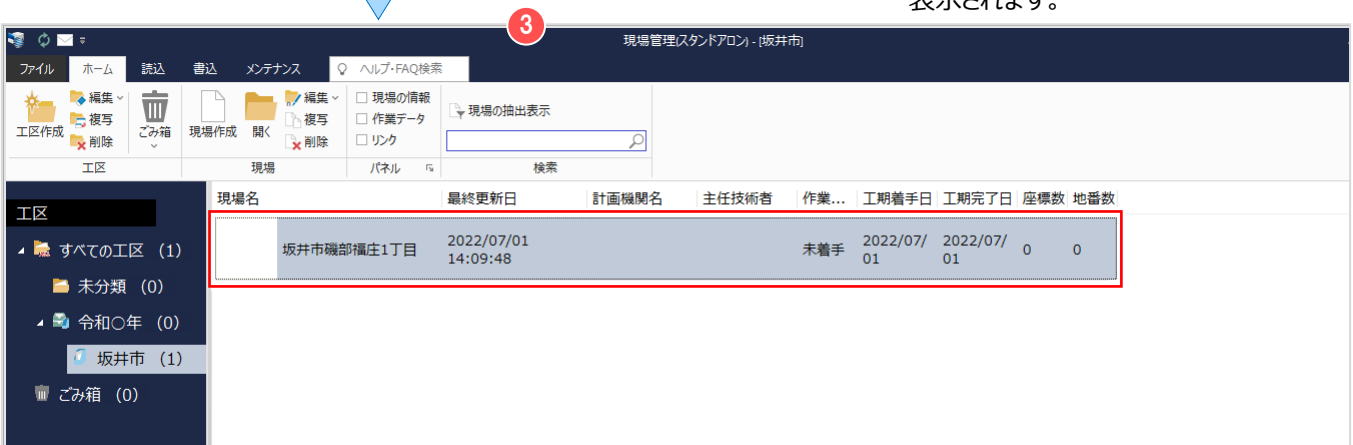 表示されます。
3
現場管理(スタンドアロン) - [坂井市]
ファイル ホーム 読込 書込 メンテナンス ヘルプ・FAQ検索
工区作成 編集 複写 削除 ごみ箱
現場作成 開く 編集 複写 削除
現場の情報
作業データ
リンク
現場の抽出表示
工区 現場 パネル 検索
工区
すべての工区 (1)
未分類 (0)
令和○年 (0)
坂井市 (1)
ごみ箱 (0)
現場名 最終更新日 計画機関名 主任技術者 作業... 工期着手日 工期完了日 座標数 地番数
坂井市磯部福庄1丁目 2022/07/01 14:09:48 未着手 2022/07/01 2022/07/01 0 0